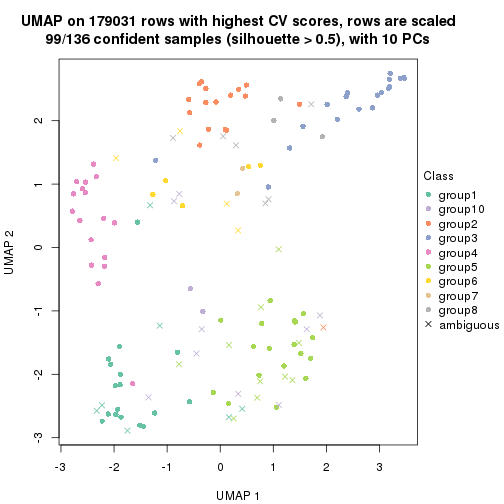 UMAP on 179031 rows with highest CV scores, rows are scaled
99/136 confident samples (silhouette > 0.5), with 10 PCs
2
1
0
-1
-2
-3
UMAP 2
-3
-2
-1
0
1
2
3
UMAP 1
Class
group1
group10
group2
group3
group4
group5
group6
group7
group8
ambiguous